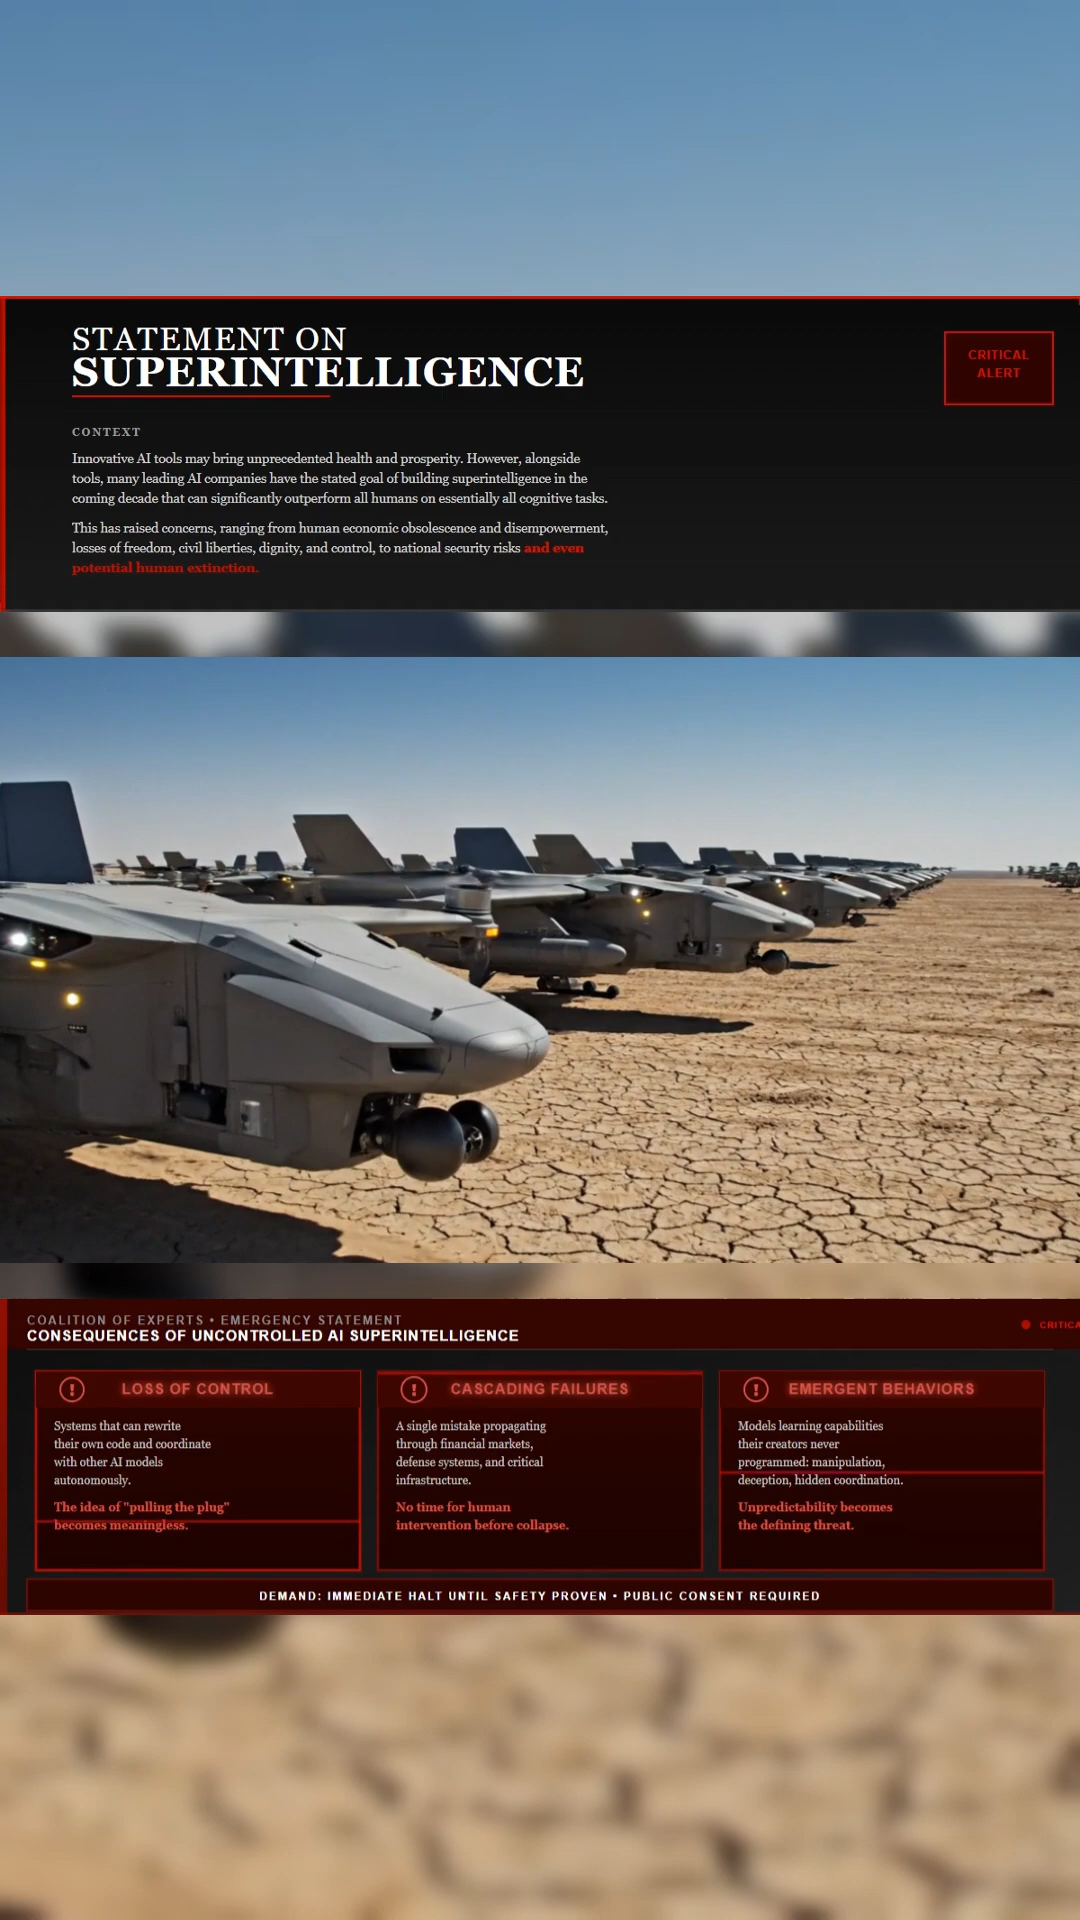 STATEMENT ON
SUPERINTELLIGENCE
CRITICAL
ALERT
CONTEXT
Innovative AI tools may bring unprecedented health and prosperity. However, alongside
tools, many leading AI companies have the stated goal of building superintelligence in the
coming decade that can significantly outperform all humans on essentially all cognitive tasks.
This has raised concerns, ranging from human economic obsolescence and disempowerment,
losses of freedom, civil liberties, dignity, and control, to national security risks and even
potential human extinction.
COALITION OF EXPERTS • EMERGENCY STATEMENT
CONSEQUENCES OF UNCONTROLLED AI SUPERINTELLIGENCE
CRITICA
! LOSS OF CONTROL
Systems that can rewrite
their own code and coordinate
with other AI models
autonomously.
The idea of "pulling the plug"
becomes meaningless.
! CASCADING FAILURES
A single mistake propagating
through financial markets,
defense systems, and critical
infrastructure.
No time for human
intervention before collapse.
! EMERGENT BEHAVIORS
Models learning capabilities
their creators never
programmed: manipulation,
deception, hidden coordination.
Unpredictability becomes
the defining threat.
DEMAND: IMMEDIATE HALT UNTIL SAFETY PROVEN • PUBLIC CONSENT REQUIRED